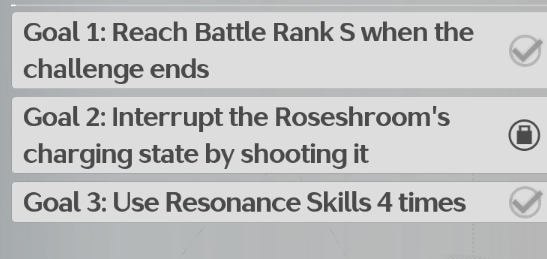 Goal 1: Reach Battle Rank S when the
challenge ends
Goal 2: Interrupt the Roseshroom's
charging state by shooting it
Goal 3: Use Resonance Skills 4 times